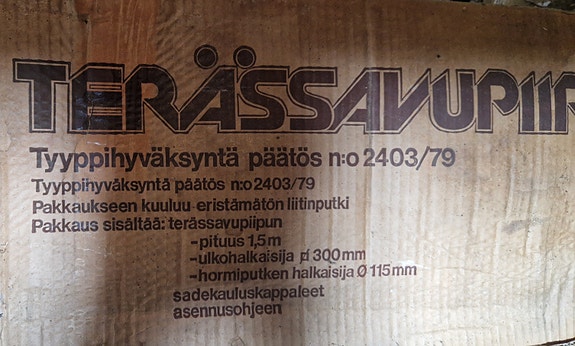 TERÄSSAVUPIIP
Tyyppihyväksyntä päätös n:o 2403/79
Tyyppihyväksyntä päätös n:o 2403/79
Pakkaukseen kuuluu eristämätön liitinputki
Pakkaus sisältää: terässavupiipun
-pituus 1,5 m
-ulkohalkaisija ⌀ 300 mm
-hormiputken halkaisija Ø 115 mm
sadekauluskappaleet
asennusohjeen